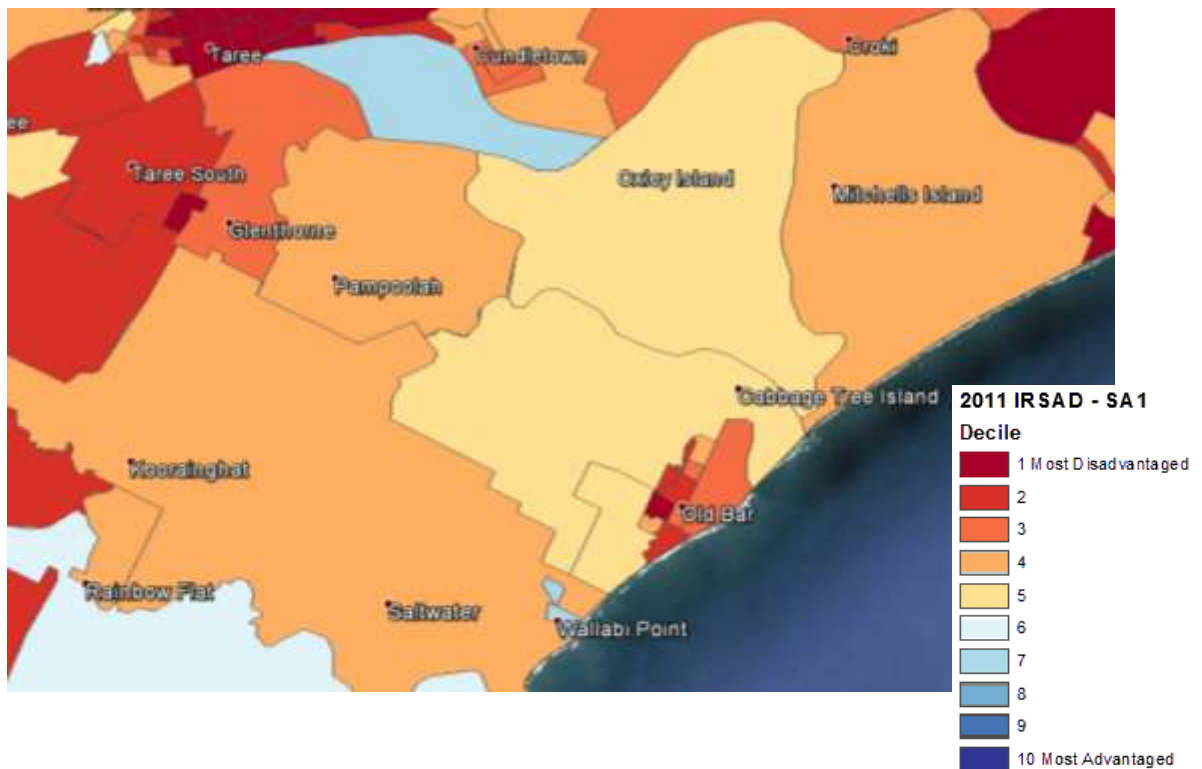 Taree
Cundletown
Croki
ee
Taree South
Oxley Island
Mitchells Island
Glenthorne
Pampoolah
Cabbage Tree Island
Koorainghat
Old Bar
Rainbow Flat
Saltwater
Wallabi Point
2011 IRSAD - SA1
Decile
1 Most Disadvantaged
2
3
4
5
6
7
8
9
10 Most Advantaged